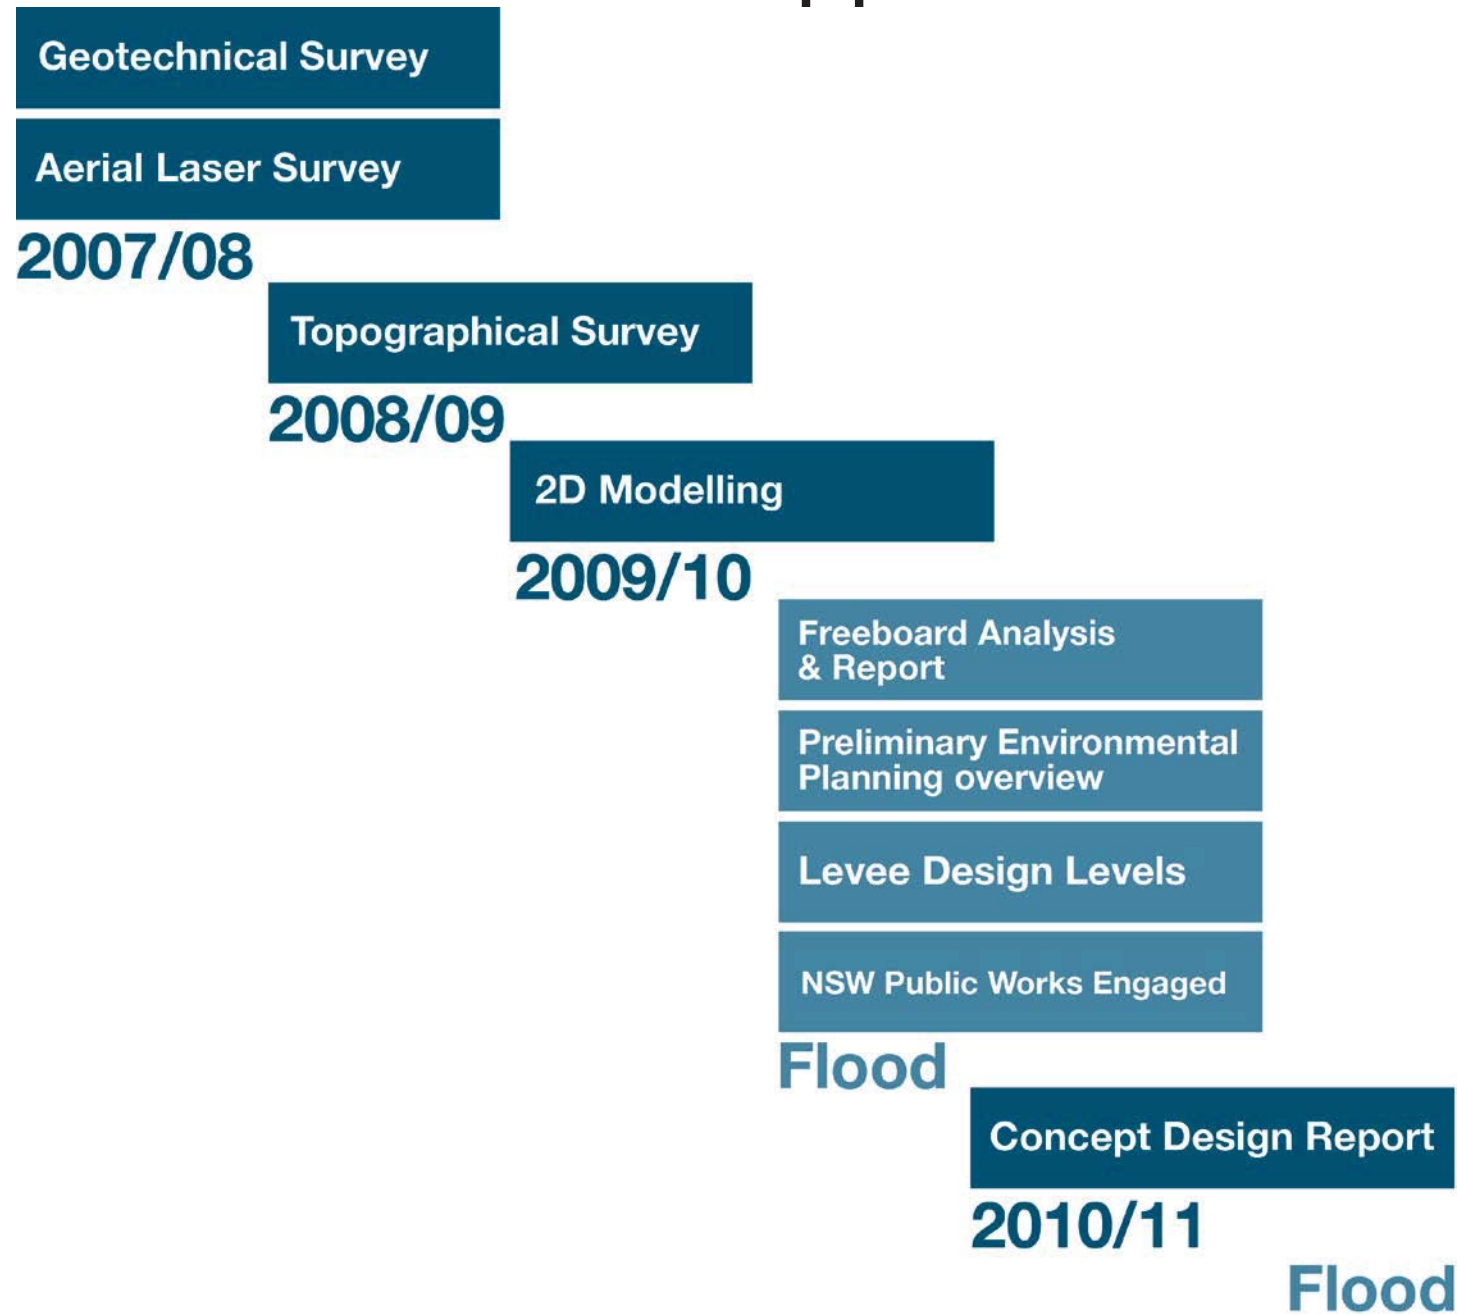 Geotechnical Survey
Aerial Laser Survey
2007/08
Topographical Survey
2008/09
2D Modelling
2009/10
Freeboard Analysis
& Report
Preliminary Environmental
Planning overview
Levee Design Levels
NSW Public Works Engaged
Flood
Concept Design Report
2010/11
Flood